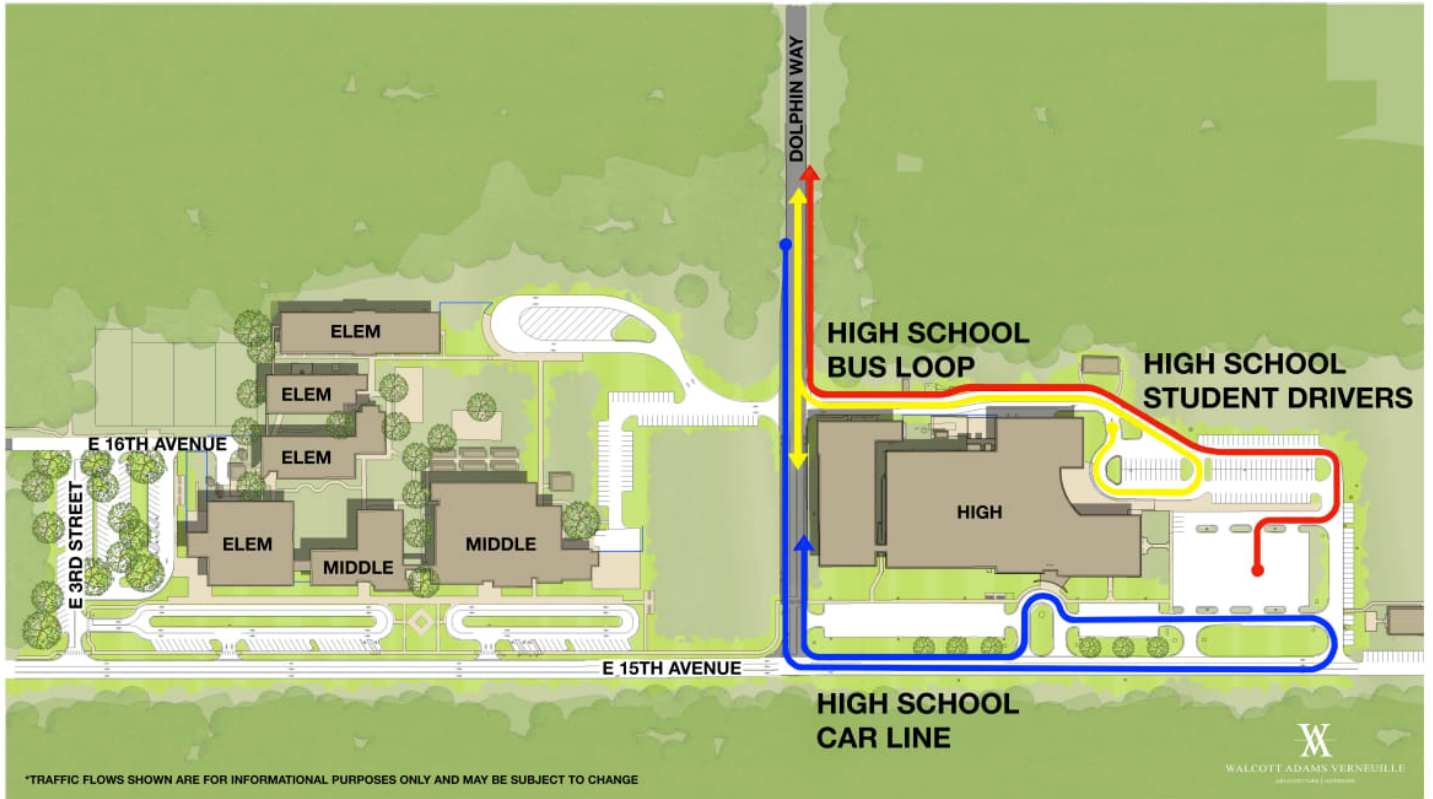 DOLPHIN WAY
HIGH SCHOOL
BUS LOOP
HIGH SCHOOL
STUDENT DRIVERS
ELEM
ELEM
E 16TH AVENUE
ELEM
E 3RD STREET
ELEM
MIDDLE
MIDDLE
HIGH
E 15TH AVENUE
HIGH SCHOOL
CAR LINE
WALCOTT ADAMS VERNEUILLE
ARCHITECTURE | INTERIORS
*TRAFFIC FLOWS SHOWN ARE FOR INFORMATIONAL PURPOSES ONLY AND MAY BE SUBJECT TO CHANGE